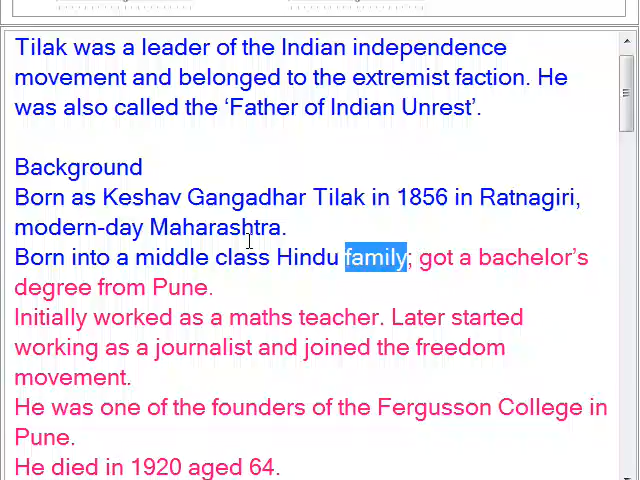 Tilak was a leader of the Indian independence
movement and belonged to the extremist faction. He
was also called the ‘Father of Indian Unrest’.
Background
Born as Keshav Gangadhar Tilak in 1856 in Ratnagiri,
modern-day Maharashtra.
Born into a middle class Hindu family; got a bachelor’s
degree from Pune.
Initially worked as a maths teacher. Later started
working as a journalist and joined the freedom
movement.
He was one of the founders of the Fergusson College in
Pune.
He died in 1920 aged 64.